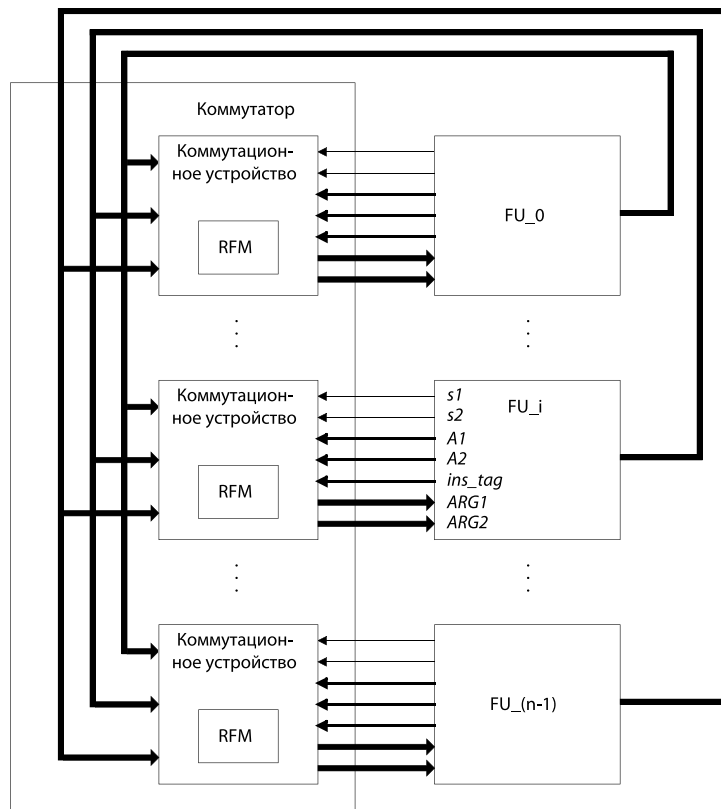 Коммутатор
Коммутацион-
ное устройство
RFM
FU_0
Коммутацион-
ное устройство
RFM
s1
s2
A1
A2
ins_tag
ARG1
ARG2
FU_i
Коммутацион-
ное устройство
RFM
FU_(n-1)